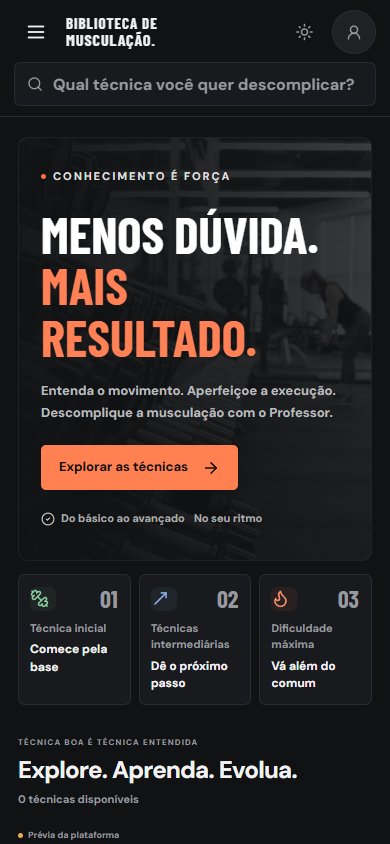 BIBLIOTECA DE
MUSCULAÇÃO.
Qual técnica você quer descomplicar?
CONHECIMENTO É FORÇA
MENOS DÚVIDA.
MAIS
RESULTADO.
Entenda o movimento. Aperfeiçoe a execução.
Descomplique a musculação com o Professor.
Explorar as técnicas
Do básico ao avançado No seu ritmo
01
Técnica inicial
Comece pela
base
02
Técnicas
intermediárias
Dê o próximo
passo
03
Dificuldade
máxima
Vá além do
comum
TÉCNICA BOA É TÉCNICA ENTENDIDA
Explore. Aprenda. Evolua.
0 técnicas disponíveis
Prévia da plataforma